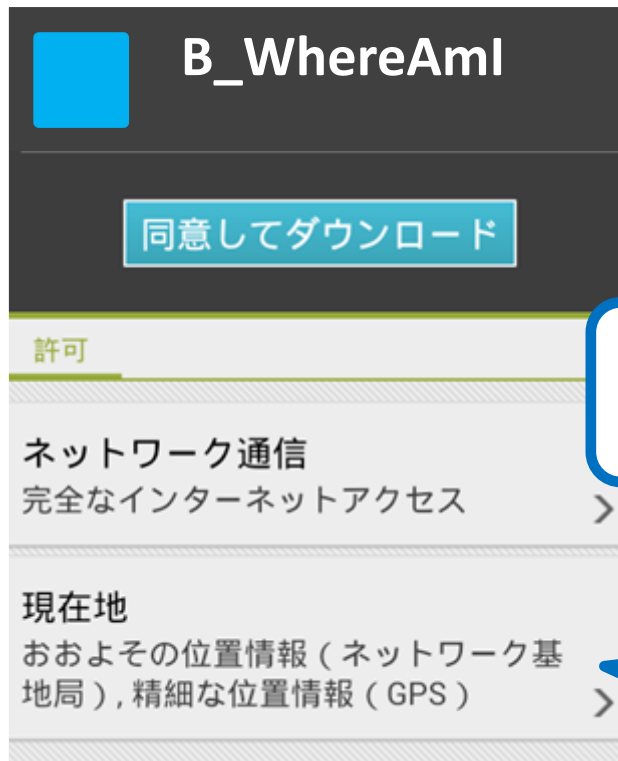 B_WhereAmI
同意してダウンロード
許可
ネットワーク通信
完全なインターネットアクセス
現在地
おおよその位置情報 ( ネットワーク基
地局 ) , 精細な位置情報 ( GPS )